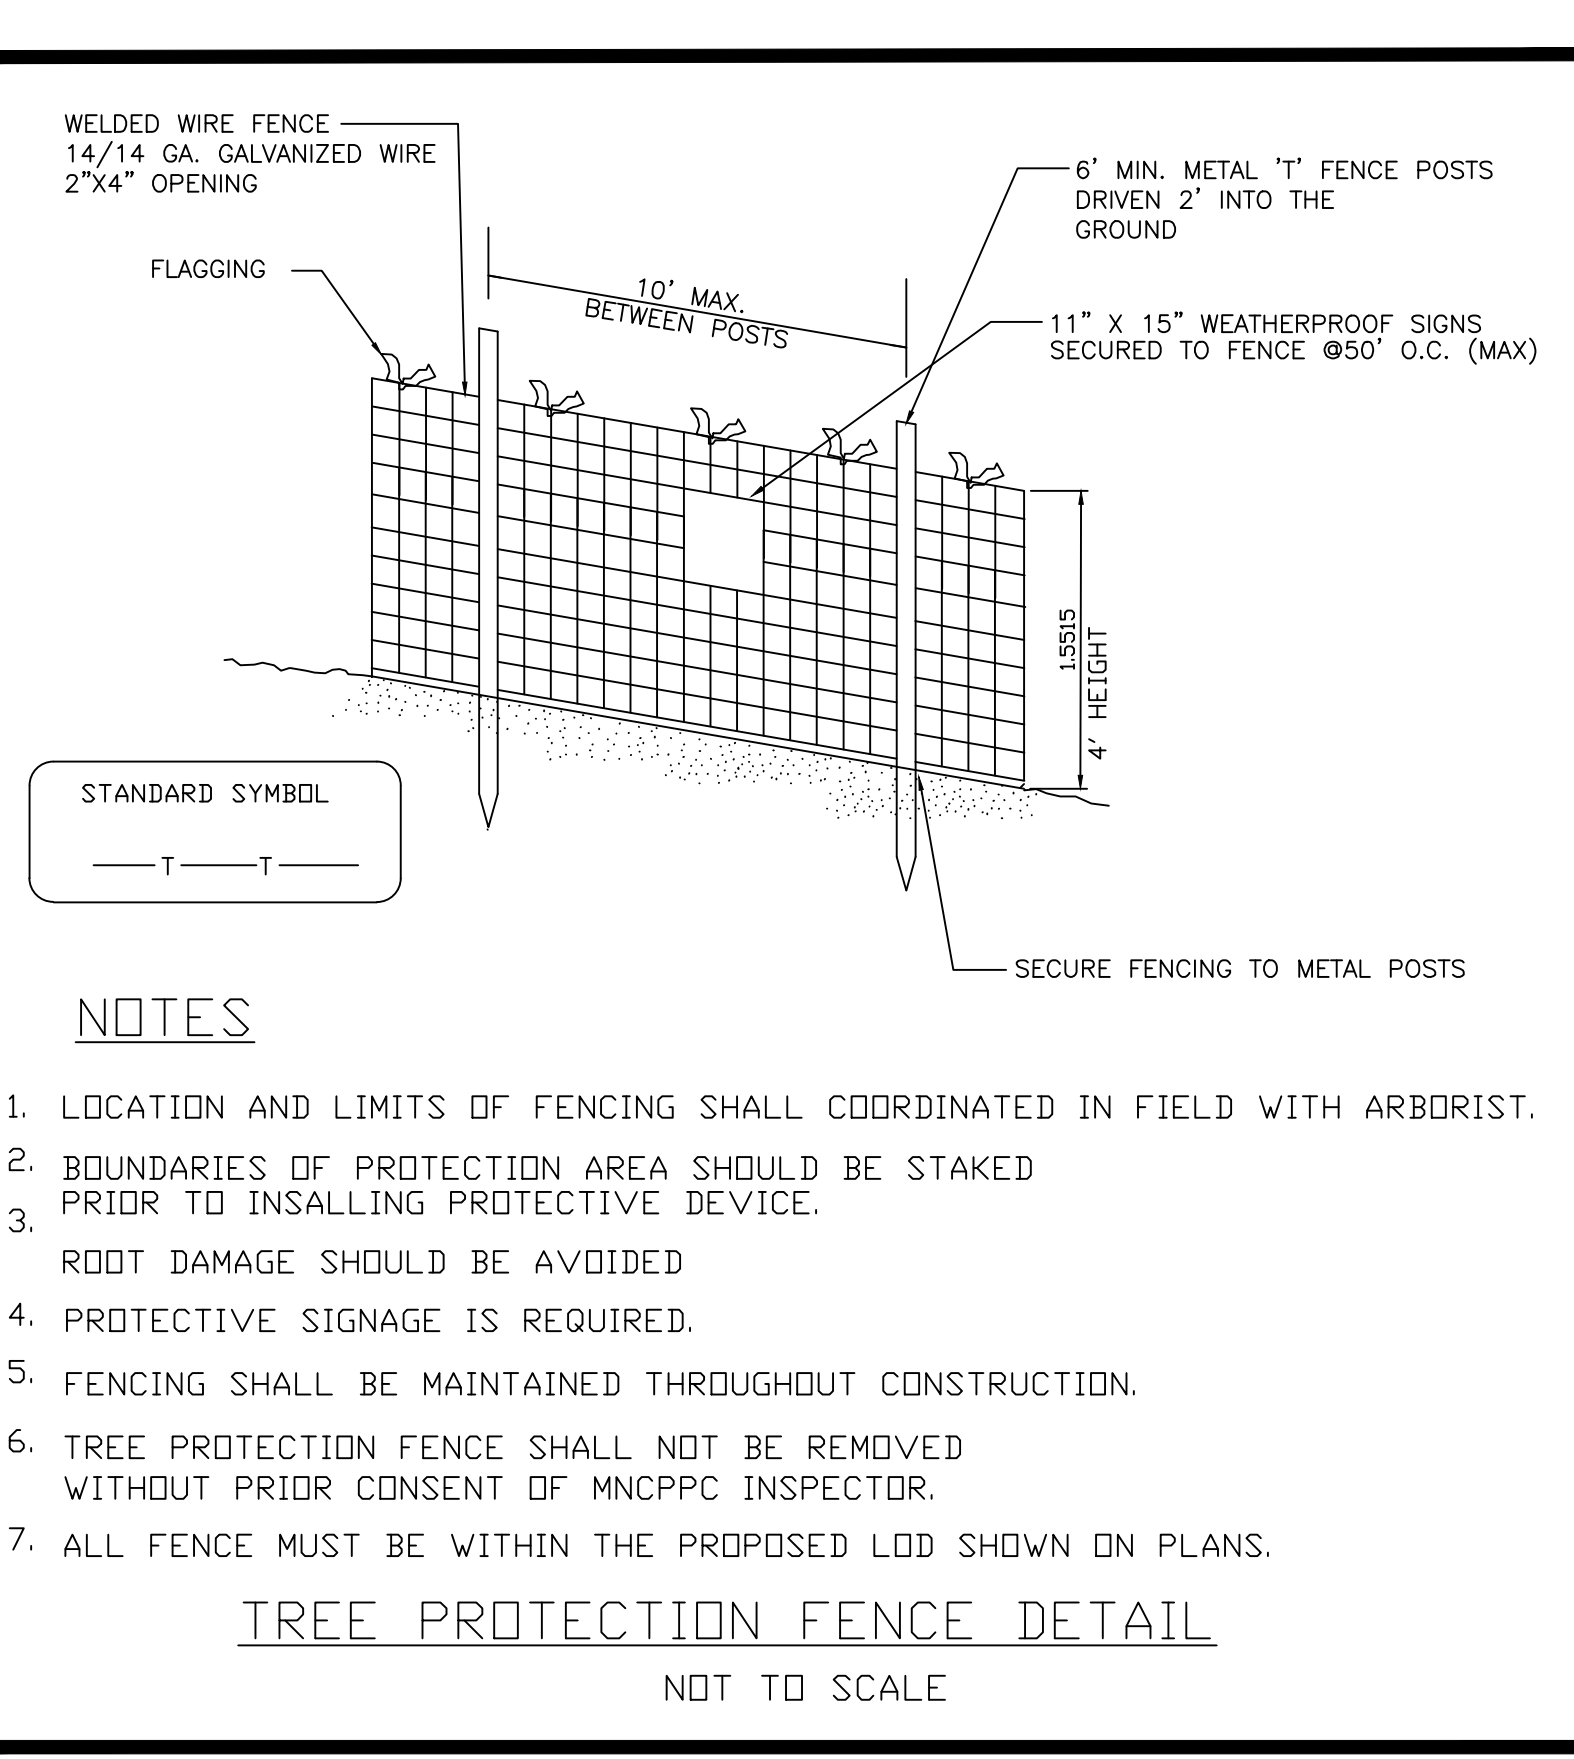 WELDED WIRE FENCE
14/14 GA. GALVANIZED WIRE
2"X4" OPENING
6' MIN. METAL 'T' FENCE POSTS
DRIVEN 2' INTO THE
GROUND
FLAGGING
10' MAX.
BETWEEN POSTS
11" X 15" WEATHERPROOF SIGNS
SECURED TO FENCE @50' O.C. (MAX)
1.5515
4' HEIGHT
STANDARD SYMBOL
T T
SECURE FENCING TO METAL POSTS
NOTES
1. LOCATION AND LIMITS OF FENCING SHALL COORDINATED IN FIELD WITH ARBORIST.
2. BOUNDARIES OF PROTECTION AREA SHOULD BE STAKED
PRIOR TO INSALLING PROTECTIVE DEVICE.
3.
ROOT DAMAGE SHOULD BE AVOIDED
4. PROTECTIVE SIGNAGE IS REQUIRED.
5. FENCING SHALL BE MAINTAINED THROUGHOUT CONSTRUCTION.
6. TREE PROTECTION FENCE SHALL NOT BE REMOVED
WITHOUT PRIOR CONSENT OF MNCPPC INSPECTOR.
7. ALL FENCE MUST BE WITHIN THE PROPOSED LOD SHOWN ON PLANS.
TREE PROTECTION FENCE DETAIL
NOT TO SCALE